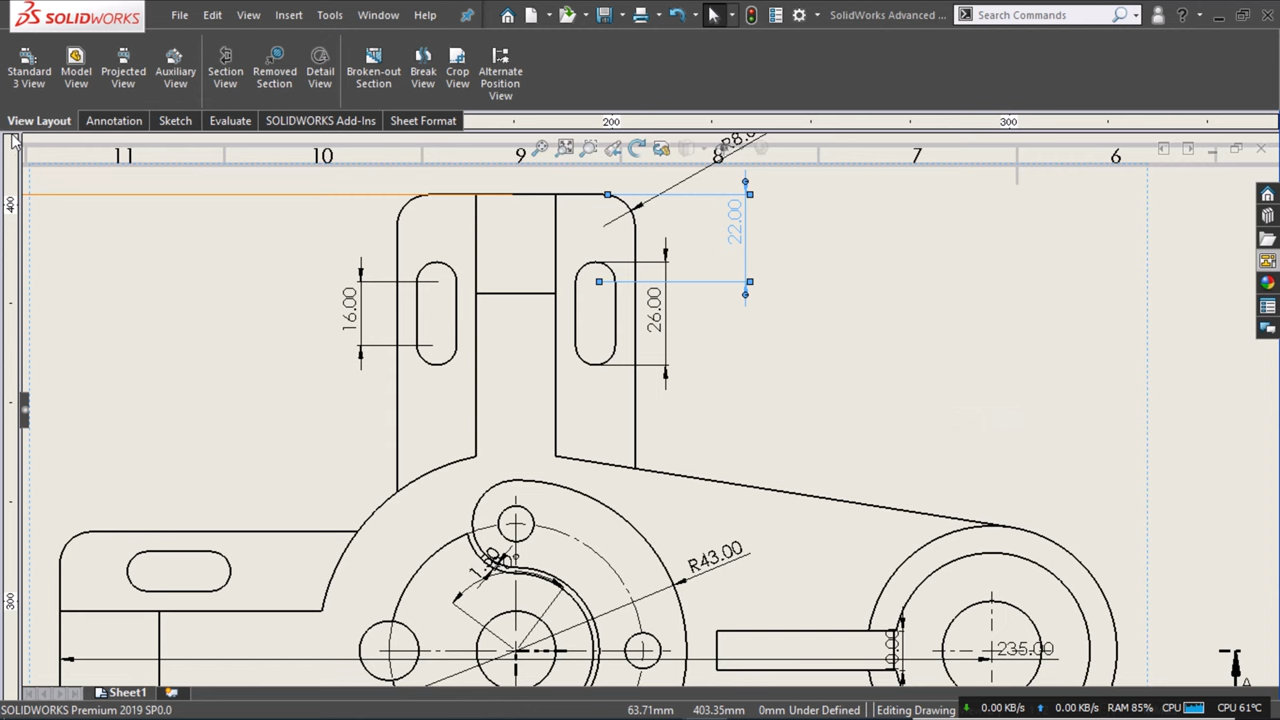 SOLIDWORKS File Edit View Insert Tools Window Help SolidWorks Advanced ... Search Commands ?
Standard 3 View Model View Projected View Auxiliary View Section View Removed Section Detail View Broken-out Section Break View Crop View Alternate Position View
View Layout Annotation Sketch Evaluate SOLIDWORKS Add-Ins Sheet Format
200 300
11 10 9 8 7 6
400
22.00
16.00
26.00
R43.00
300
235.00
A
Sheet1
SOLIDWORKS Premium 2019 SP0.0 63.71mm 403.35mm 0mm Under Defined Editing Drawing 0.00 KB/s 0.00 KB/s RAM 85% CPU CPU 61°C